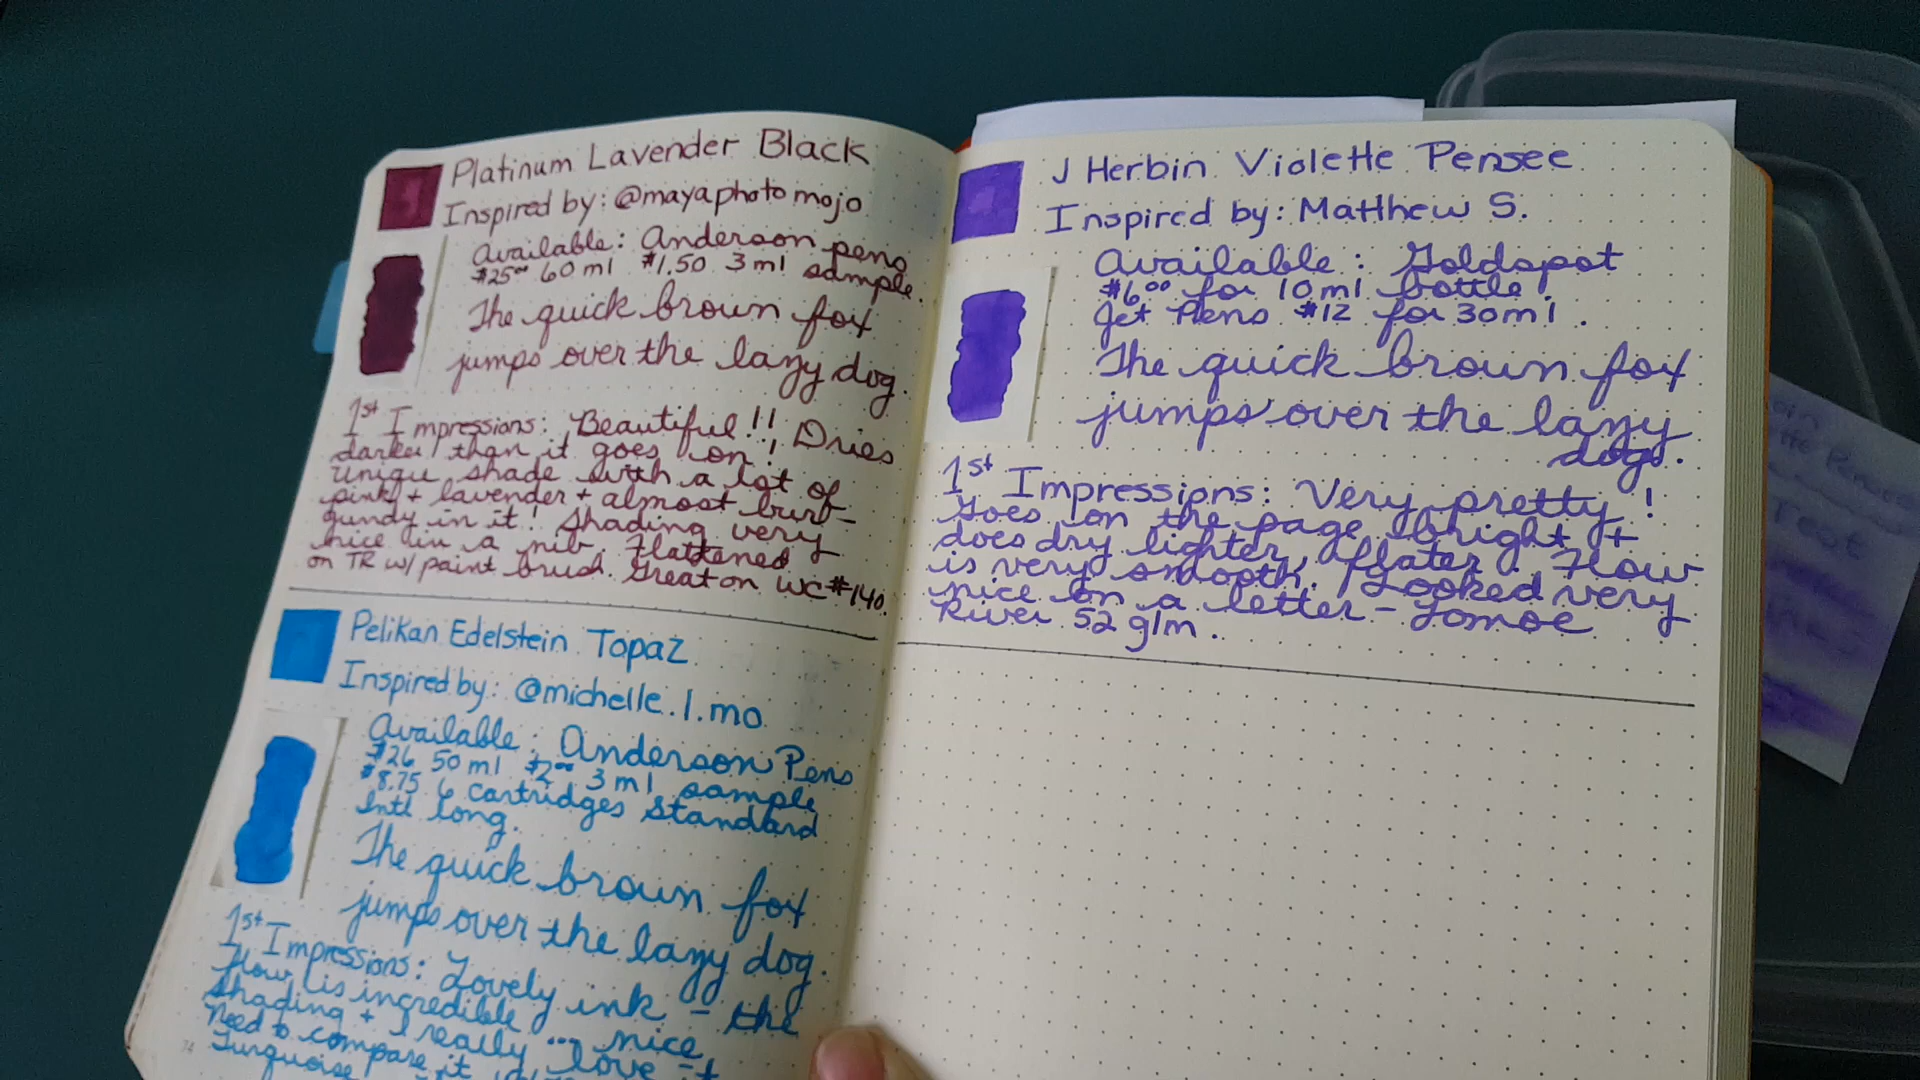 Platinum Lavender Black
Inspired by: @mayaphotomojo
Available: Anderson pens
$25⁰⁰ 60 ml $1.50 3 ml sample.
The quick brown fox
jumps over the lazy dog.
1st Impressions: Beautiful!! Dries
darker than it goes on!
unique shade with a lot of
pink + lavender + almost burb-
gundy in it! Shading very
nice in a nib. Flattened
on TR w/ paint brush. Great on WC #140.
Pelikan Edelstein Topaz
Inspired by: @michelle.l.mo
Available: Anderson Pens
$26 50 ml $2⁰⁰ 3 ml sample
$8.75 6 cartridges standard
Intl long.
The quick brown fox
jumps over the lazy dog.
1st Impressions: Lovely ink - the
flow is incredible nice
shading + I really love it
Need to compare it
Turquoise
74
J Herbin Violette Pensee
Inspired by: Matthew S.
Available: Goldspot
$6⁰⁰ for 10 ml bottle!
Jet Pens $12 for 30 ml.
The quick brown fox
jumps over the lazy
dog.
1st Impressions: Very pretty!
Goes on the page bright +
does dry lighter, flater. Flow
is very smooth. Looked very
nice on a letter - Tomoe
River 52 g/m.
Test